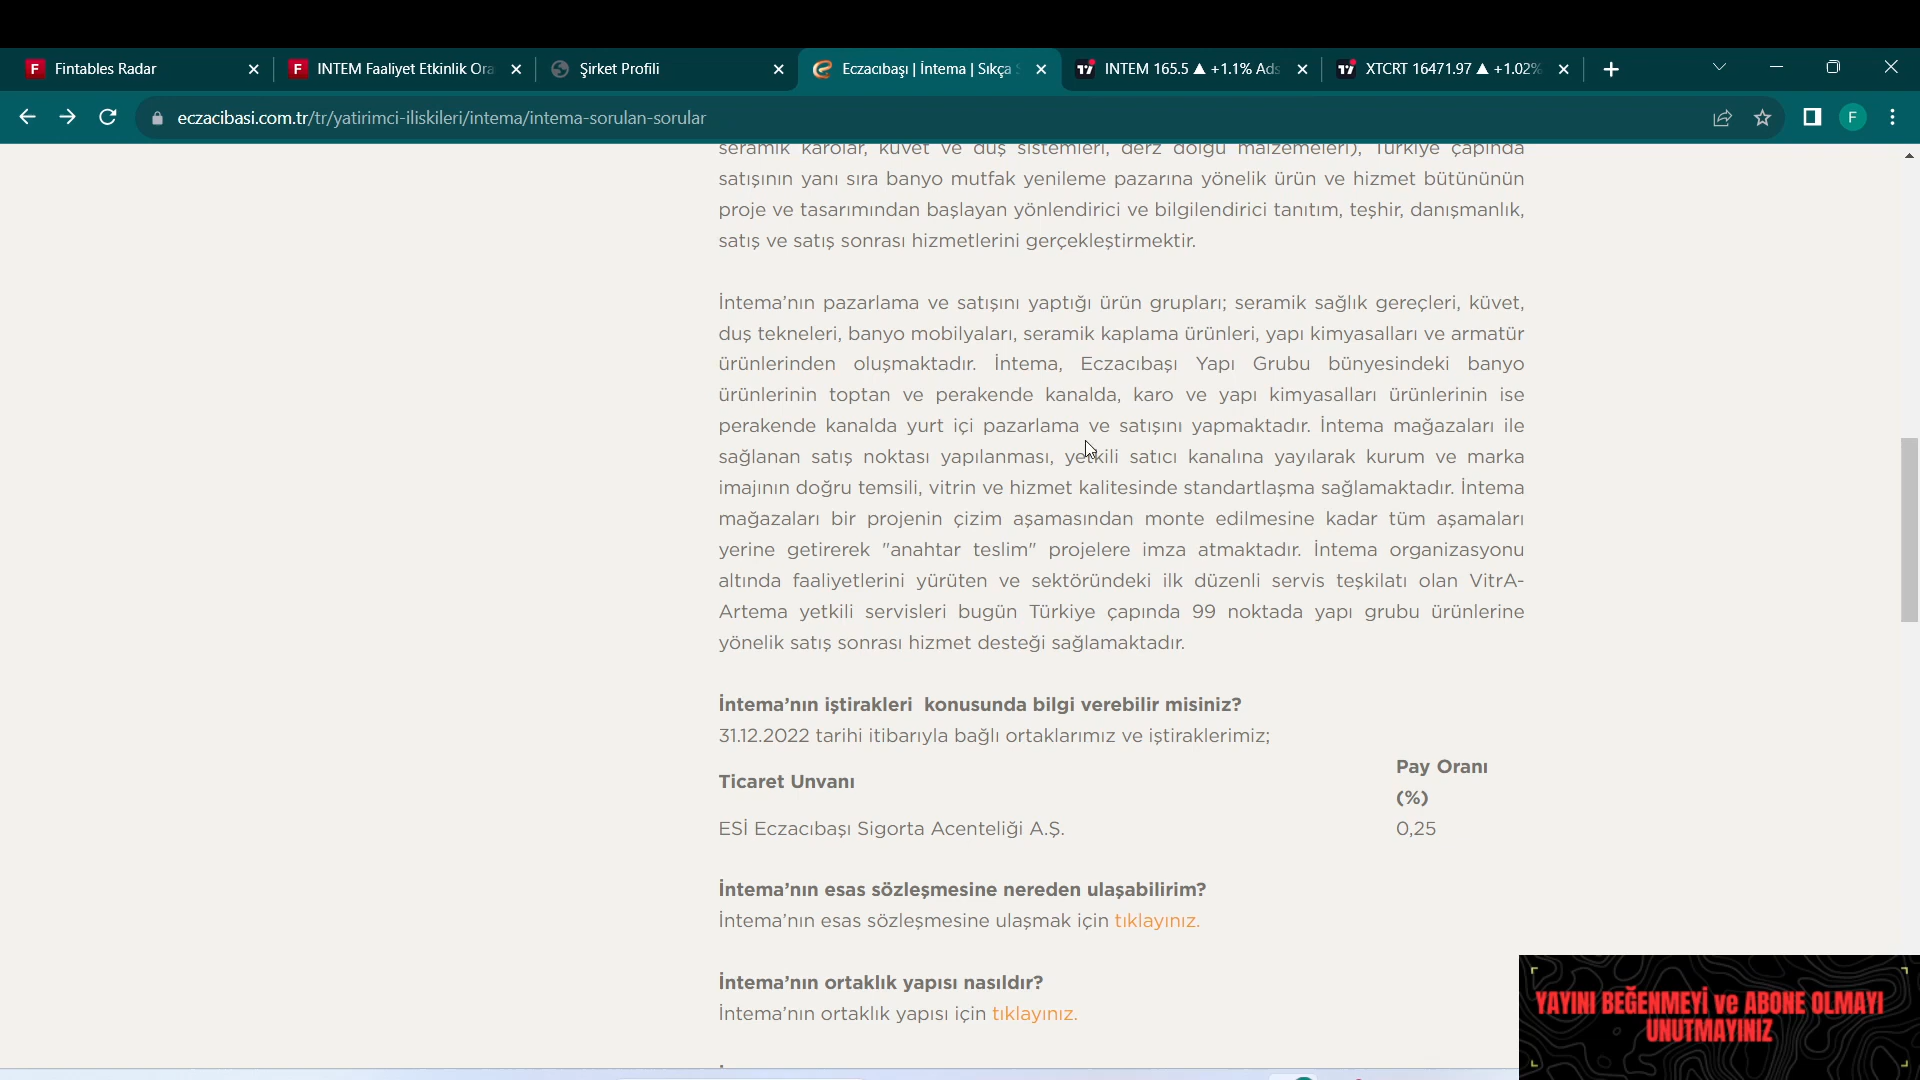 Fintables Radar
INTEM Faaliyet Etkinlik Ora
Şirket Profili
Eczacıbaşı | İntema | Sıkça S
INTEM 165.5 ▲ +1.1% Ads
XTCRT 16471.97 ▲ +1.02%
eczacibasi.com.tr/tr/yatirimci-iliskileri/intema/intema-sorulan-sorular
F
seramik karolar, küvet ve duş sistemleri, derz dolgu malzemeleri), Türkiye çapında
satışının yanı sıra banyo mutfak yenileme pazarına yönelik ürün ve hizmet bütününün
proje ve tasarımından başlayan yönlendirici ve bilgilendirici tanıtım, teşhir, danışmanlık,
satış ve satış sonrası hizmetlerini gerçekleştirmektir.
İntema’nın pazarlama ve satışını yaptığı ürün grupları; seramik sağlık gereçleri, küvet,
duş tekneleri, banyo mobilyaları, seramik kaplama ürünleri, yapı kimyasalları ve armatür
ürünlerinden oluşmaktadır. İntema, Eczacıbaşı Yapı Grubu bünyesindeki banyo
ürünlerinin toptan ve perakende kanalda, karo ve yapı kimyasalları ürünlerinin ise
perakende kanalda yurt içi pazarlama ve satışını yapmaktadır. İntema mağazaları ile
sağlanan satış noktası yapılanması, yetkili satıcı kanalına yayılarak kurum ve marka
imajının doğru temsili, vitrin ve hizmet kalitesinde standartlaşma sağlamaktadır. İntema
mağazaları bir projenin çizim aşamasından monte edilmesine kadar tüm aşamaları
yerine getirerek "anahtar teslim" projelere imza atmaktadır. İntema organizasyonu
altında faaliyetlerini yürüten ve sektöründeki ilk düzenli servis teşkilatı olan VitrA-
Artema yetkili servisleri bugün Türkiye çapında 99 noktada yapı grubu ürünlerine
yönelik satış sonrası hizmet desteği sağlamaktadır.
İntema’nın iştirakleri konusunda bilgi verebilir misiniz?
31.12.2022 tarihi itibarıyla bağlı ortaklarımız ve iştiraklerimiz;
Ticaret Unvanı
Pay Oranı
(%)
ESİ Eczacıbaşı Sigorta Acenteliği A.Ş.
0,25
İntema’nın esas sözleşmesine nereden ulaşabilirim?
İntema’nın esas sözleşmesine ulaşmak için tıklayınız.
İntema’nın ortaklık yapısı nasıldır?
İntema’nın ortaklık yapısı için tıklayınız.
YAYINI BEĞENMEYİ ve ABONE OLMAYI
UNUTMAYINIZ